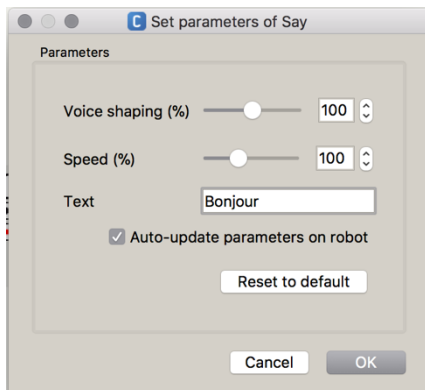 C Set parameters of Say
Parameters
Voice shaping (%) 100
Speed (%) 100
Text Bonjour
Auto-update parameters on robot
Reset to default
Cancel OK